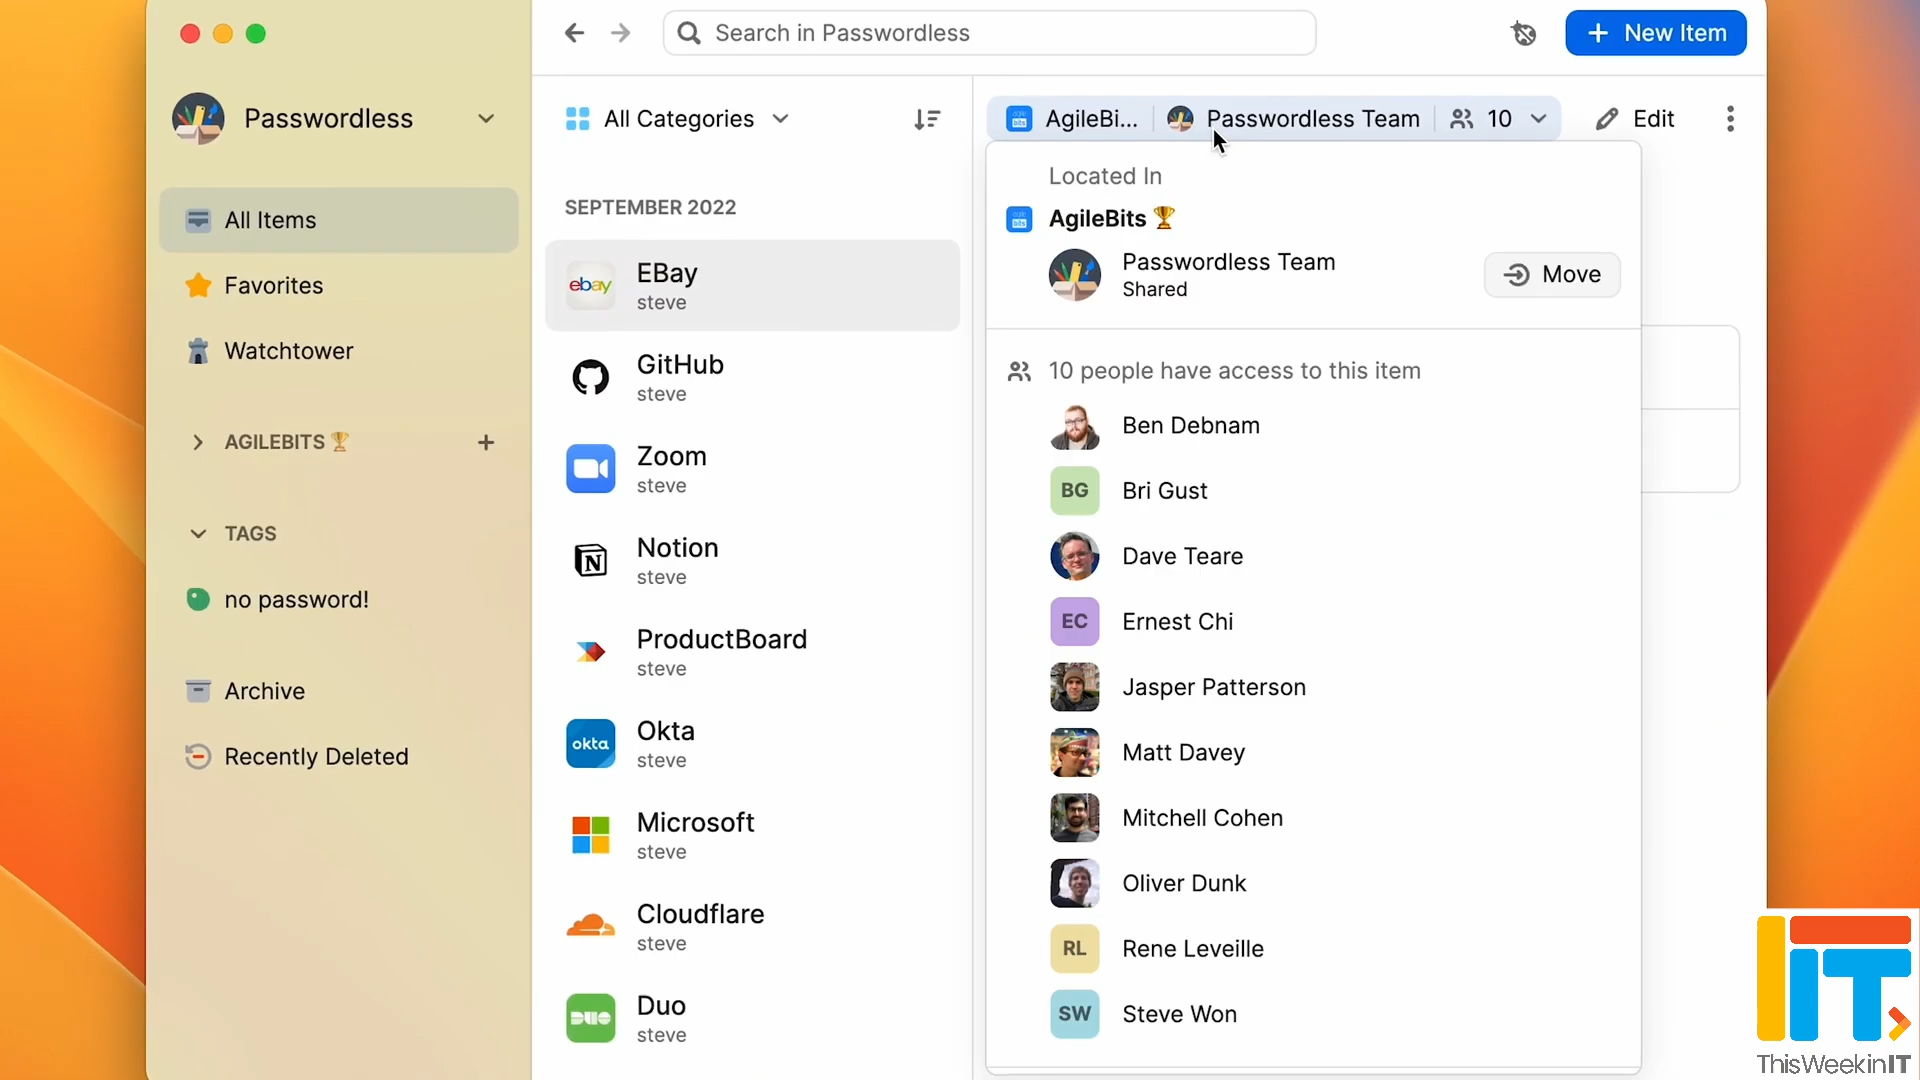 Passwordless
All Items
Favorites
Watchtower
AGILEBITS 🏆
TAGS
no password!
Archive
Recently Deleted
Search in Passwordless
New Item
All Categories
SEPTEMBER 2022
ebay
EBay
steve
GitHub
steve
Zoom
steve
N
Notion
steve
ProductBoard
steve
okta
Okta
steve
Microsoft
steve
Cloudflare
steve
DUO
Duo
steve
AgileBi...
Passwordless Team
10
Edit
Located In
AgileBits 🏆
Passwordless Team
Shared
Move
10 people have access to this item
Ben Debnam
BG
Bri Gust
Dave Teare
EC
Ernest Chi
Jasper Patterson
Matt Davey
Mitchell Cohen
Oliver Dunk
RL
Rene Leveille
SW
Steve Won
IT
ThisWeekinIT